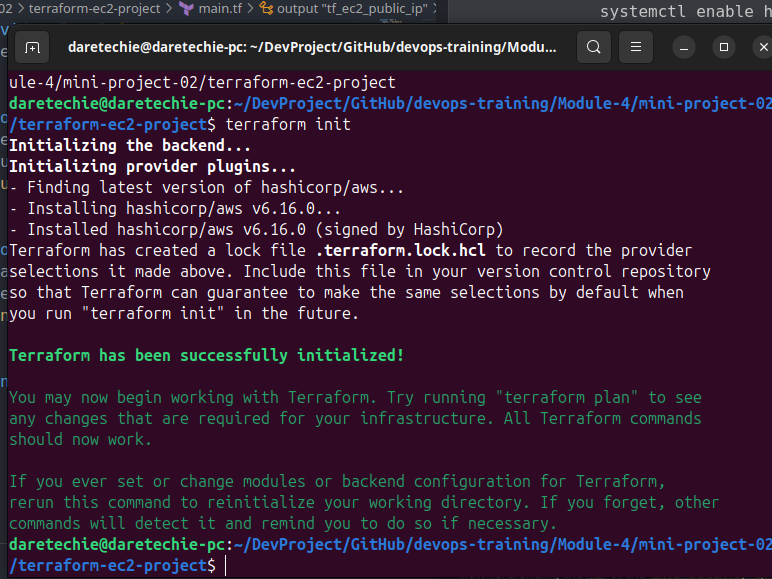 02 > terraform-ec2-project > main.tf > output "tf_ec2_public_ip" >
systemctl enable h
daretechie@daretechie-pc: ~/DevProject/GitHub/devops-training/Modu...
ule-4/mini-project-02/terraform-ec2-project
daretechie@daretechie-pc:~/DevProject/GitHub/devops-training/Module-4/mini-project-02
/terraform-ec2-project$ terraform init
Initializing the backend...
Initializing provider plugins...
- Finding latest version of hashicorp/aws...
- Installing hashicorp/aws v6.16.0...
- Installed hashicorp/aws v6.16.0 (signed by HashiCorp)
Terraform has created a lock file .terraform.lock.hcl to record the provider
selections it made above. Include this file in your version control repository
so that Terraform can guarantee to make the same selections by default when
you run "terraform init" in the future.
Terraform has been successfully initialized!
You may now begin working with Terraform. Try running "terraform plan" to see
any changes that are required for your infrastructure. All Terraform commands
should now work.
If you ever set or change modules or backend configuration for Terraform,
rerun this command to reinitialize your working directory. If you forget, other
commands will detect it and remind you to do so if necessary.
daretechie@daretechie-pc:~/DevProject/GitHub/devops-training/Module-4/mini-project-02
/terraform-ec2-project$